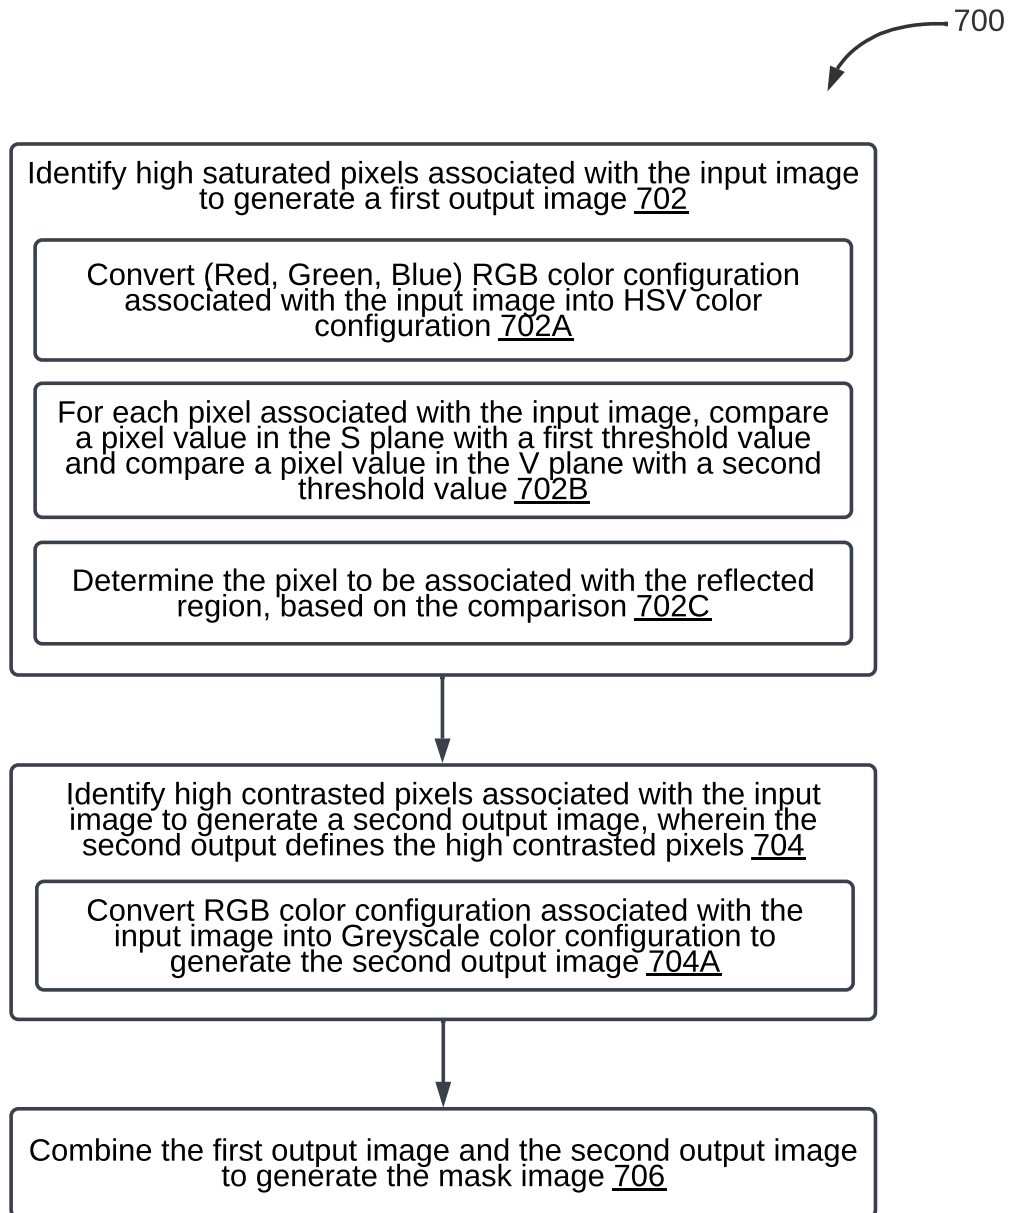 700
Identify high saturated pixels associated with the input image
to generate a first output image 702
Convert (Red, Green, Blue) RGB color configuration
associated with the input image into HSV color
configuration 702A
For each pixel associated with the input image, compare
a pixel value in the S plane with a first threshold value
and compare a pixel value in the V plane with a second
threshold value 702B
Determine the pixel to be associated with the reflected
region, based on the comparison 702C
Identify high contrasted pixels associated with the input
image to generate a second output image, wherein the
second output defines the high contrasted pixels 704
Convert RGB color configuration associated with the
input image into Greyscale color configuration to
generate the second output image 704A
Combine the first output image and the second output image
to generate the mask image 706